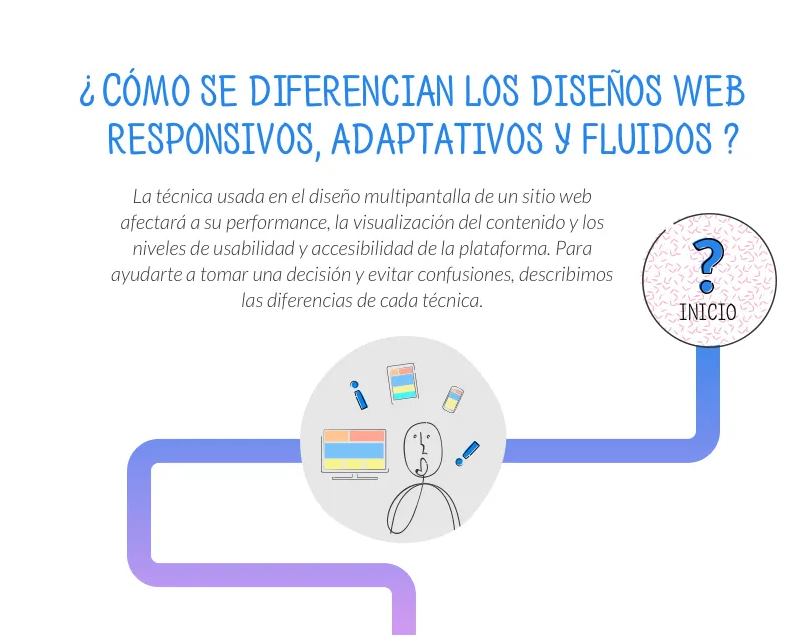 ¿ CÓMO SE DIFERENCIAN LOS DISEÑOS WEB
RESPONSIVOS, ADAPTATIVOS Y FLUIDOS ?
La técnica usada en el diseño multipantalla de un sitio web
afectará a su performance, la visualización del contenido y los
niveles de usabilidad y accesibilidad de la plataforma. Para
ayudarte a tomar una decisión y evitar confusiones, describimos
las diferencias de cada técnica.
?
INICIO